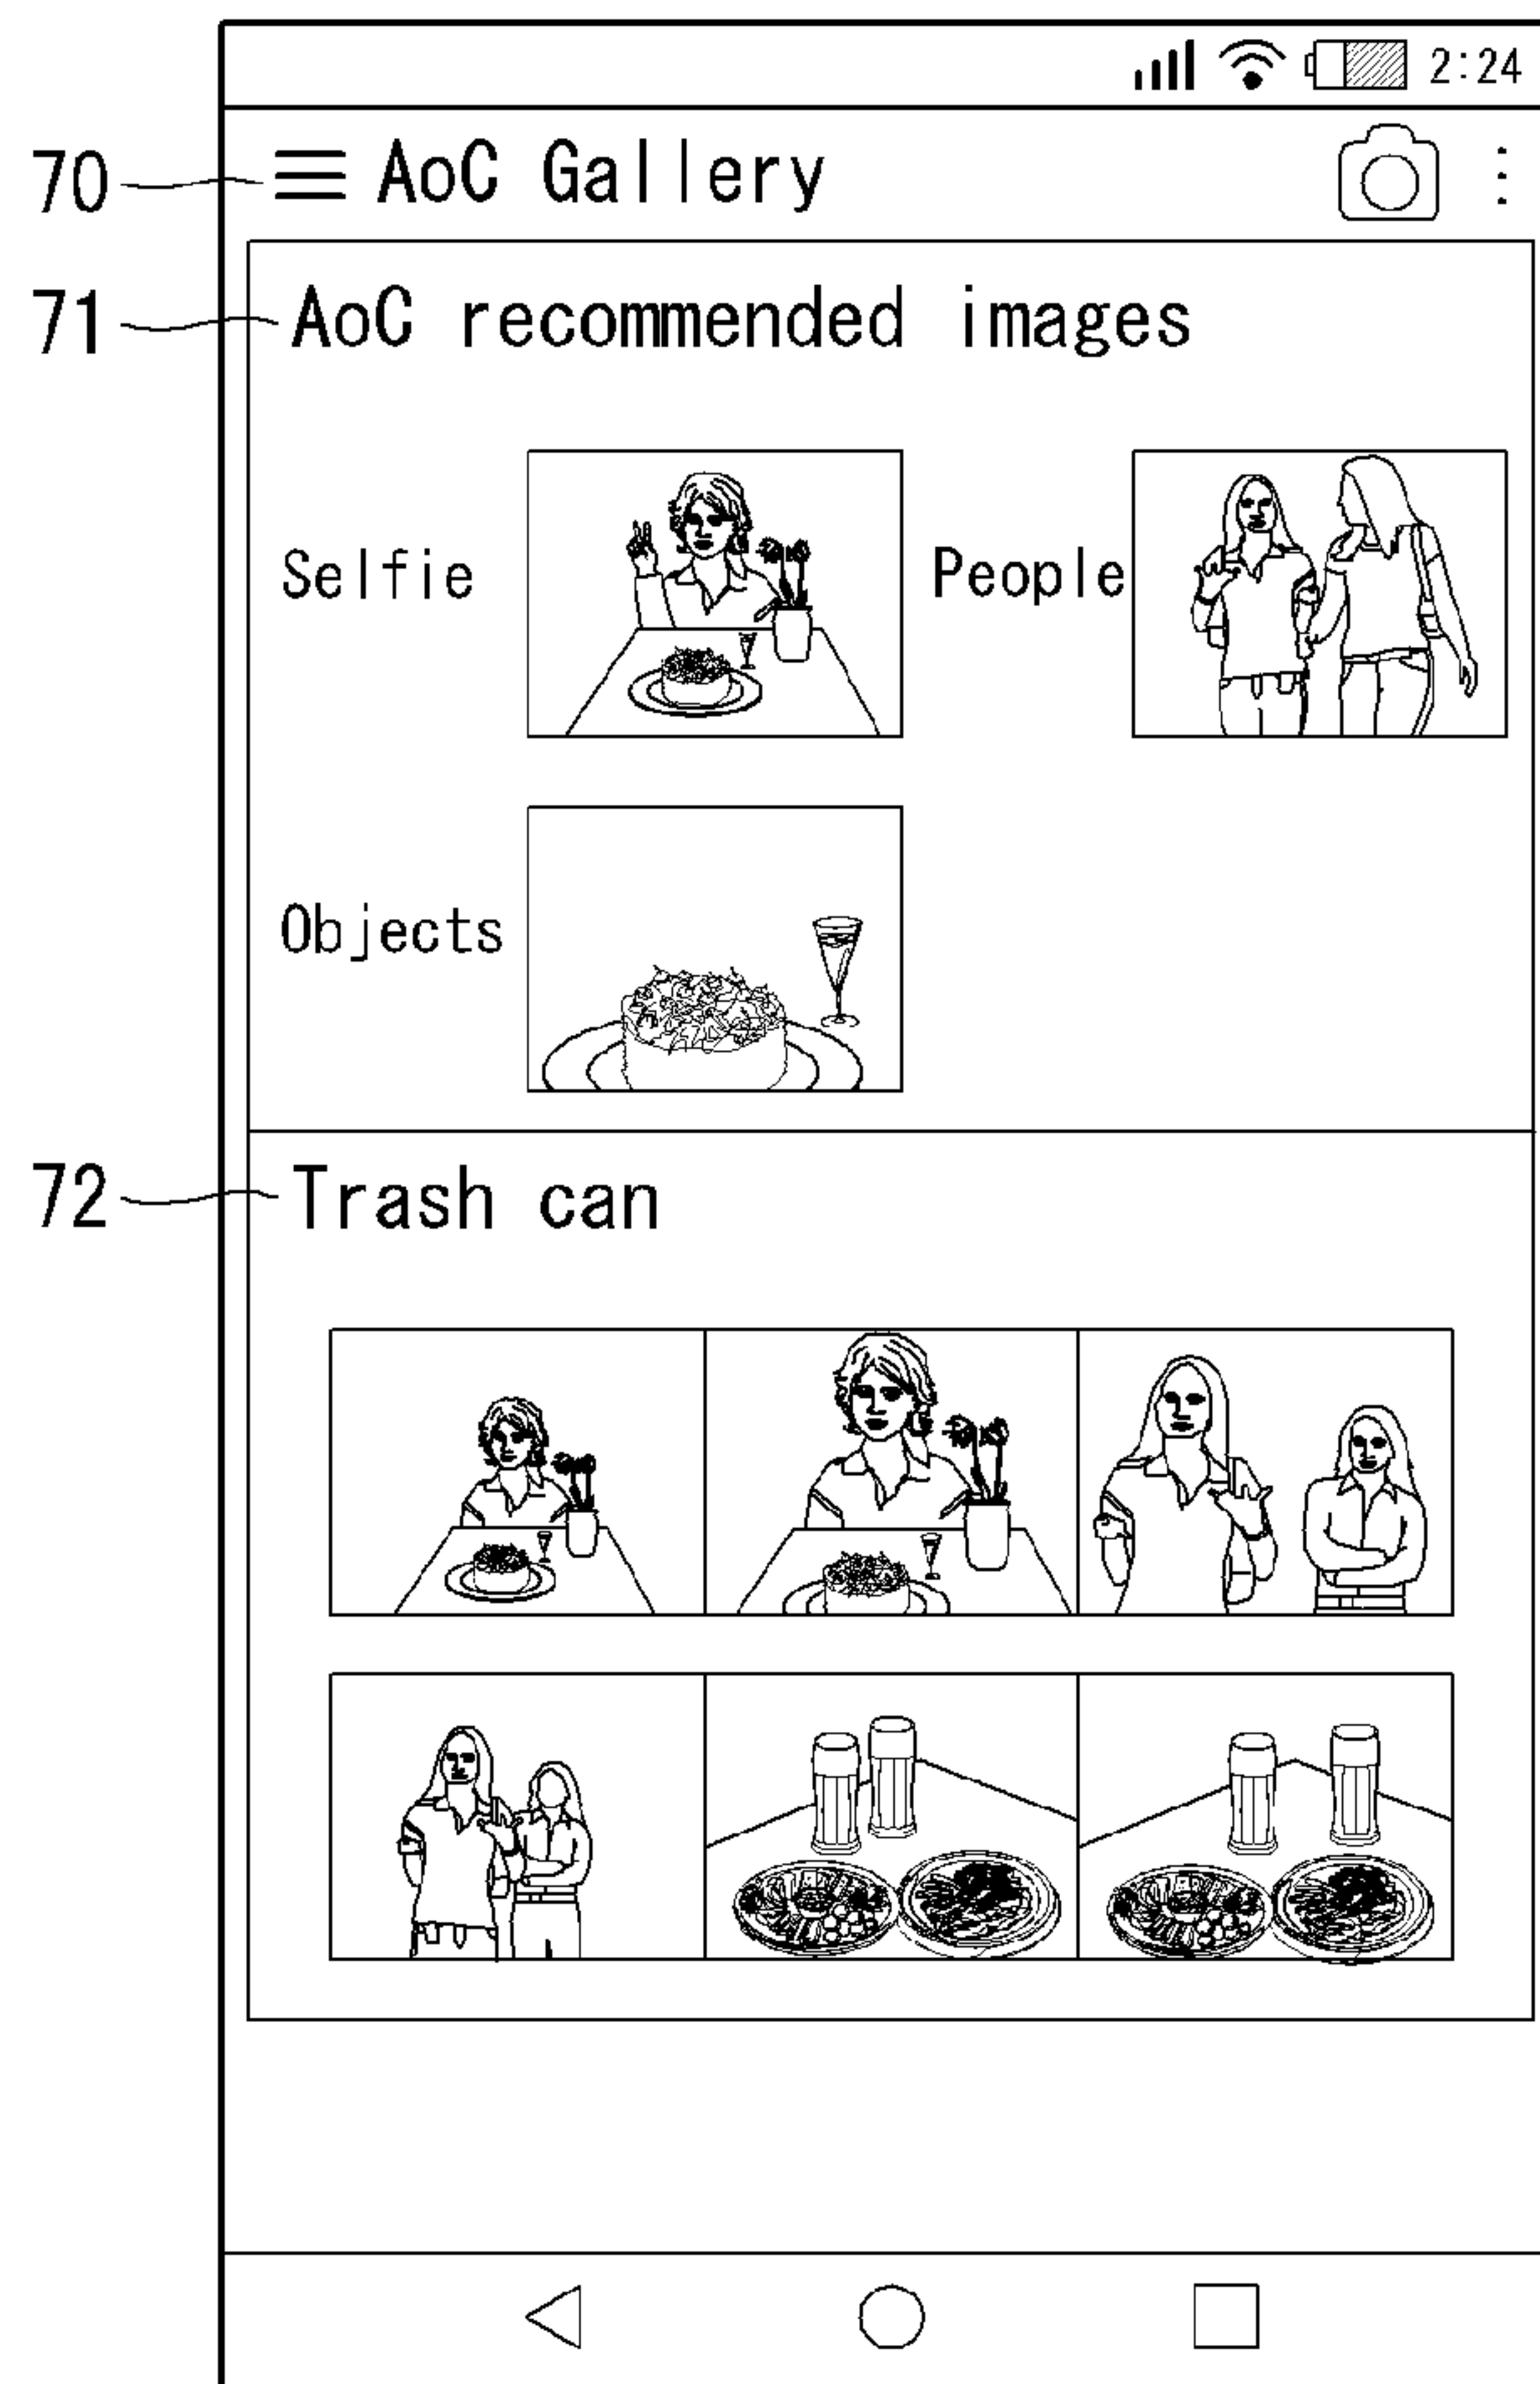 2:24
70 AoC Gallery
71 AoC recommended images
Selfie People
Objects
72 Trash can